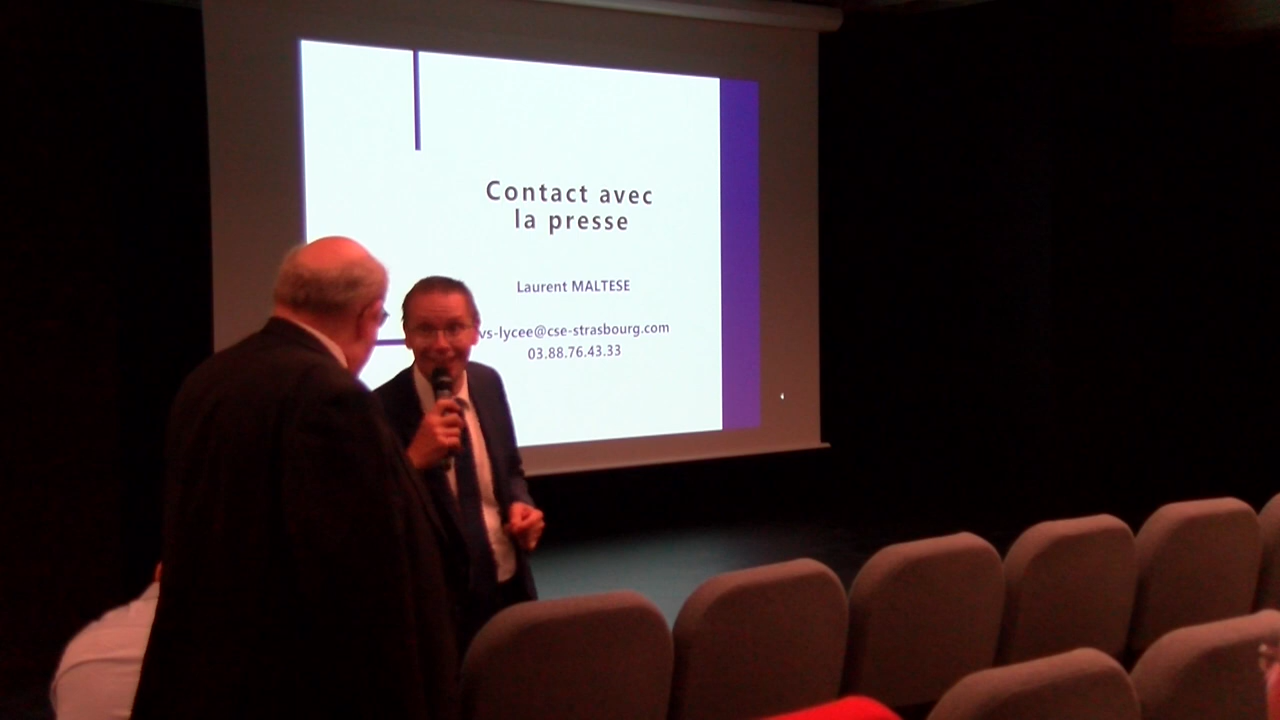 Contact avec
la presse
Laurent MALTESE
vs-lycee@cse-strasbourg.com
03.88.76.43.33